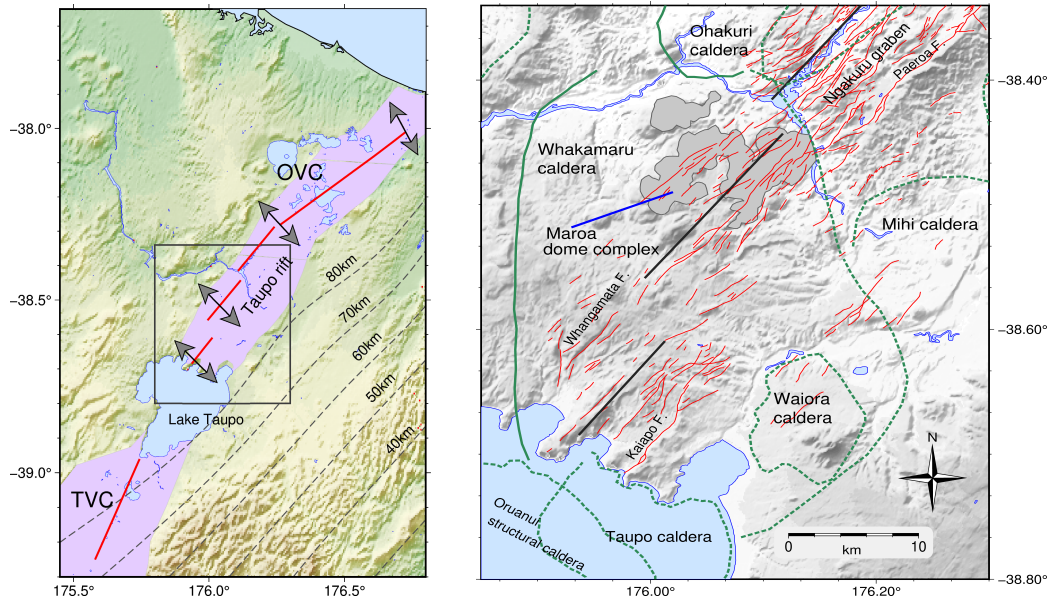 −38.0°
−38.5°
−39.0°
175.5°
176.0°
176.5°
OVC
Taupo rift
80km
70km
60km
50km
40km
Lake Taupo
TVC
Ohakuri
caldera
Ngakuru graben
Paeroa F.
−38.40°
Whakamaru
caldera
Maroa
dome complex
Mihi caldera
Whangamata F.
−38.60°
Waiora
caldera
Kaiapo F.
N
Oruanui
structural caldera
Taupo caldera
0
10
km
−38.80°
176.00°
176.20°